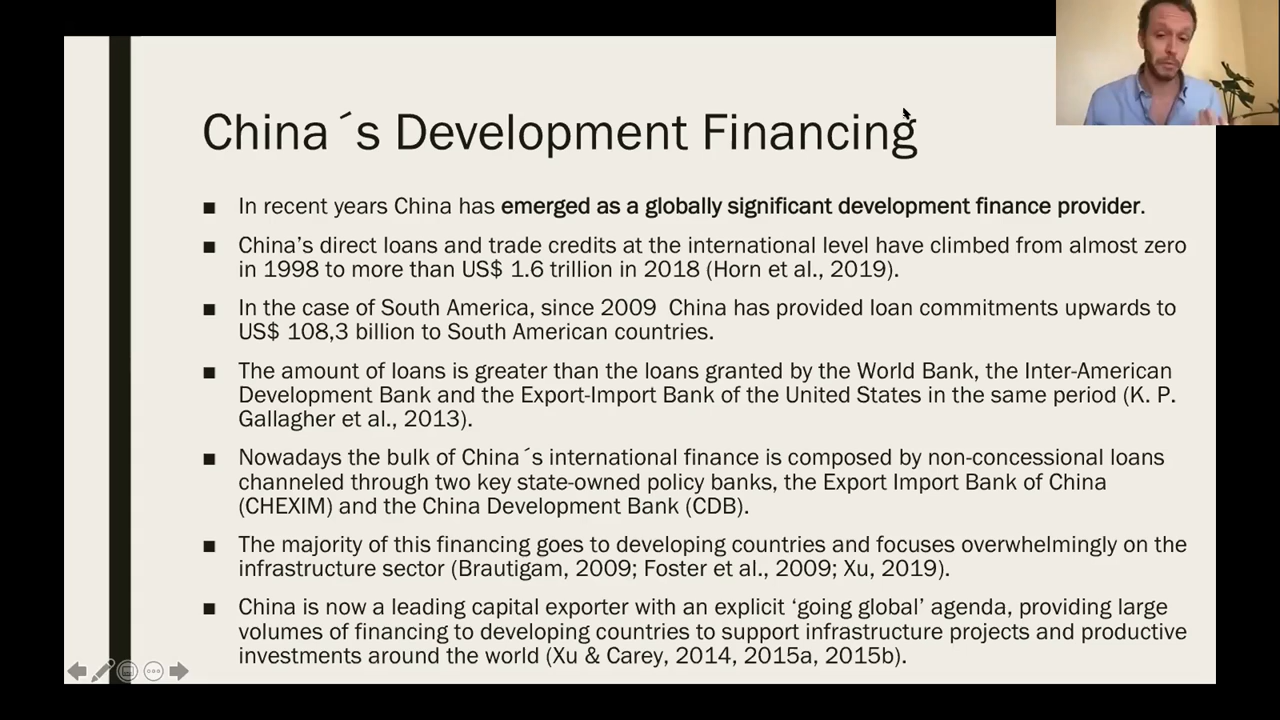 China´s Development Financing
■ In recent years China has emerged as a globally significant development finance provider.
■ China’s direct loans and trade credits at the international level have climbed from almost zero
in 1998 to more than US$ 1.6 trillion in 2018 (Horn et al., 2019).
■ In the case of South America, since 2009  China has provided loan commitments upwards to
US$ 108,3 billion to South American countries.
■ The amount of loans is greater than the loans granted by the World Bank, the Inter-American
Development Bank and the Export-Import Bank of the United States in the same period (K. P.
Gallagher et al., 2013).
■ Nowadays the bulk of China´s international finance is composed by non-concessional loans
channeled through two key state-owned policy banks, the Export Import Bank of China
(CHEXIM) and the China Development Bank (CDB).
■ The majority of this financing goes to developing countries and focuses overwhelmingly on the
infrastructure sector (Brautigam, 2009; Foster et al., 2009; Xu, 2019).
■ China is now a leading capital exporter with an explicit ‘going global’ agenda, providing large
volumes of financing to developing countries to support infrastructure projects and productive
investments around the world (Xu & Carey, 2014, 2015a, 2015b).